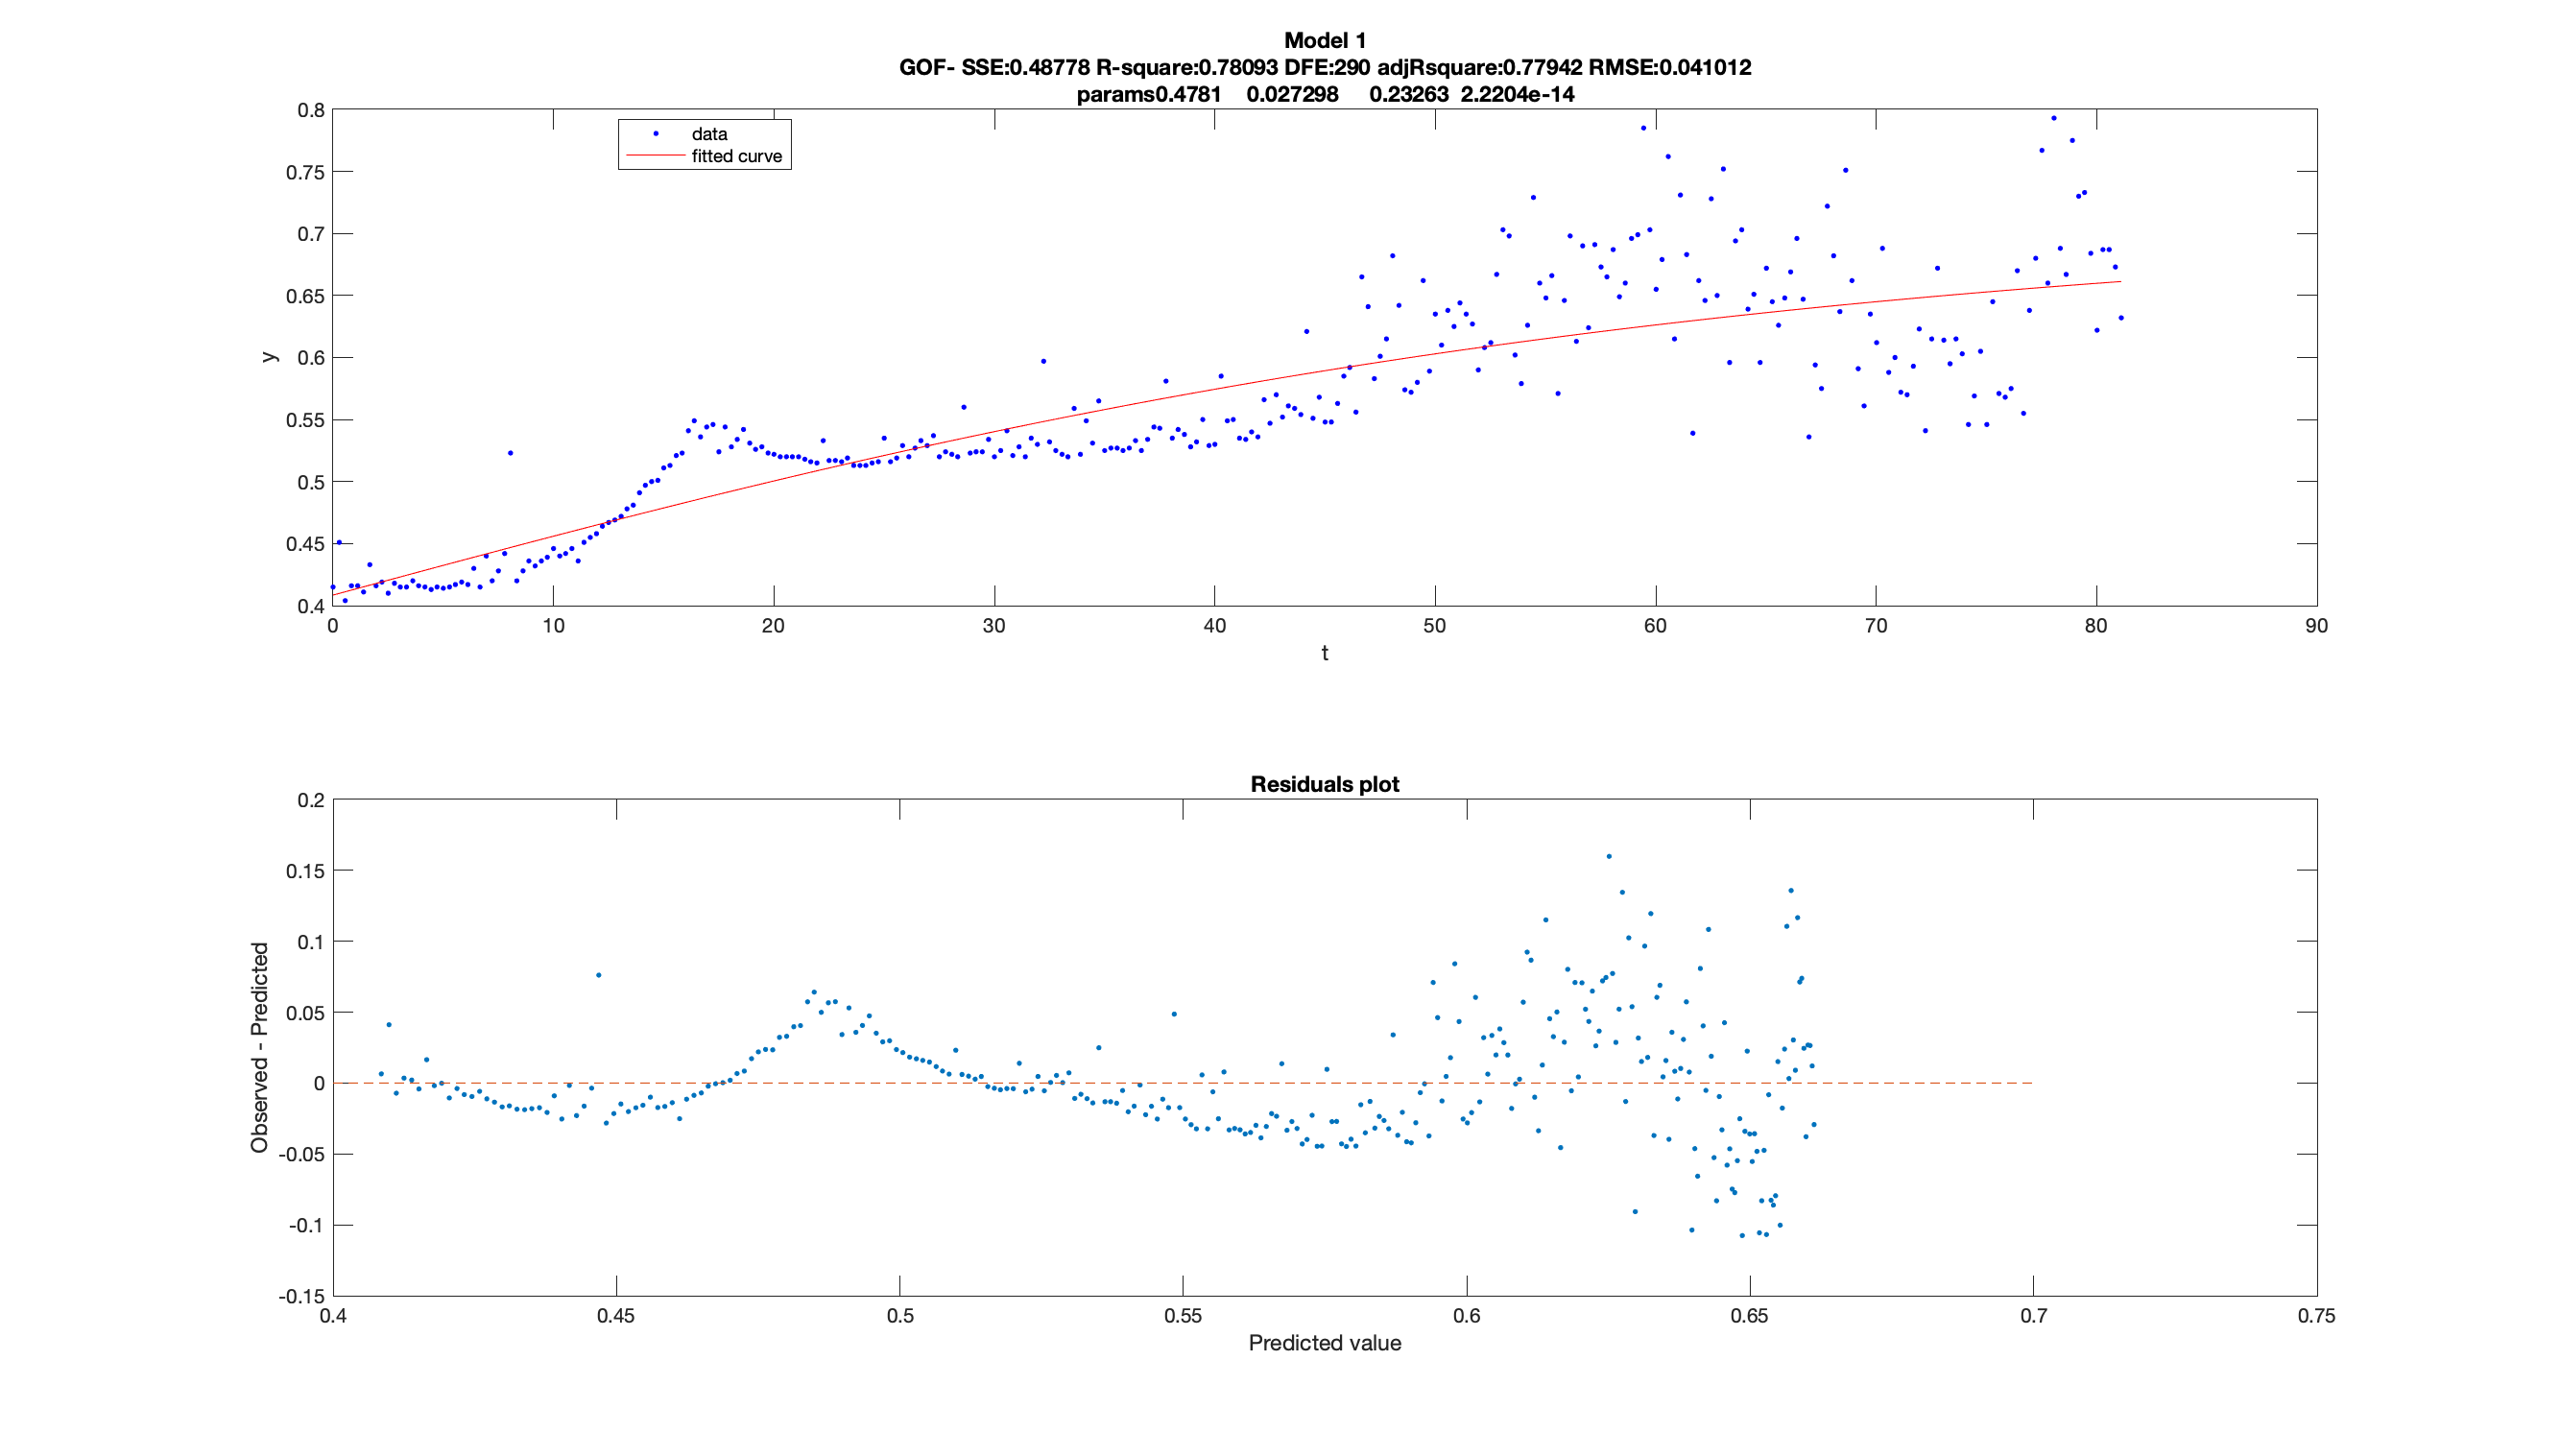 Model 1
GOF- SSE:0.48778 R-square:0.78093 DFE:290 adjRsquare:0.77942 RMSE:0.041012
params0.4781 0.027298 0.23263 2.2204e-14
0.8
0.75
0.7
0.65
0.6
0.55
0.5
0.45
0.4
y
data
fitted curve
0 10 20 30 40 50 60 70 80 90
t
Residuals plot
0.2
0.15
0.1
0.05
0
-0.05
-0.1
-0.15
Observed - Predicted
0.4 0.45 0.5 0.55 0.6 0.65 0.7 0.75
Predicted value